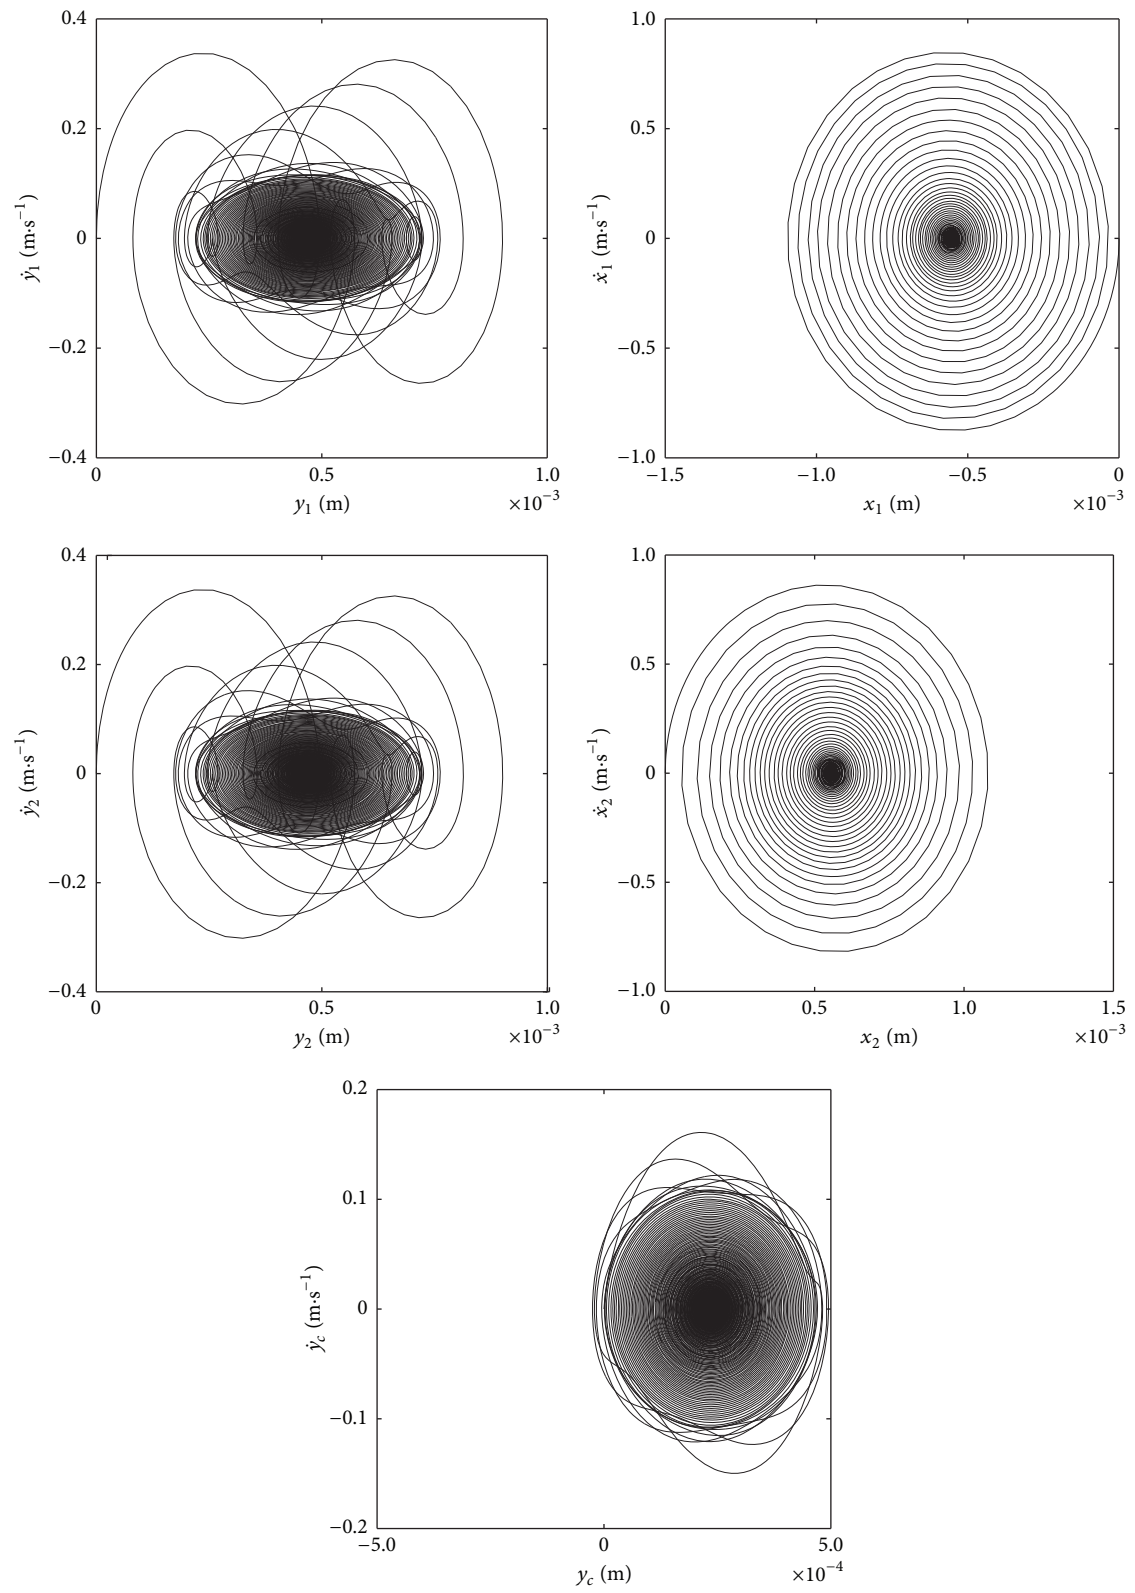 0.4
0.2
0
−0.2
−0.4
ẏ₁ (m·s⁻¹)
0 0.5 1.0
y₁ (m) ×10⁻³
1.0
0.5
0
−0.5
−1.0
ẋ₁ (m·s⁻¹)
−1.5 −1.0 −0.5 0
x₁ (m) ×10⁻³
0.4
0.2
0
−0.2
−0.4
ẏ₂ (m·s⁻¹)
0 0.5 1.0
y₂ (m) ×10⁻³
1.0
0.5
0
−0.5
−1.0
ẋ₂ (m·s⁻¹)
0 0.5 1.0 1.5
x₂ (m) ×10⁻³
0.2
0.1
0
−0.1
−0.2
ẏ_c (m·s⁻¹)
−5.0 0 5.0
y_c (m) ×10⁻⁴